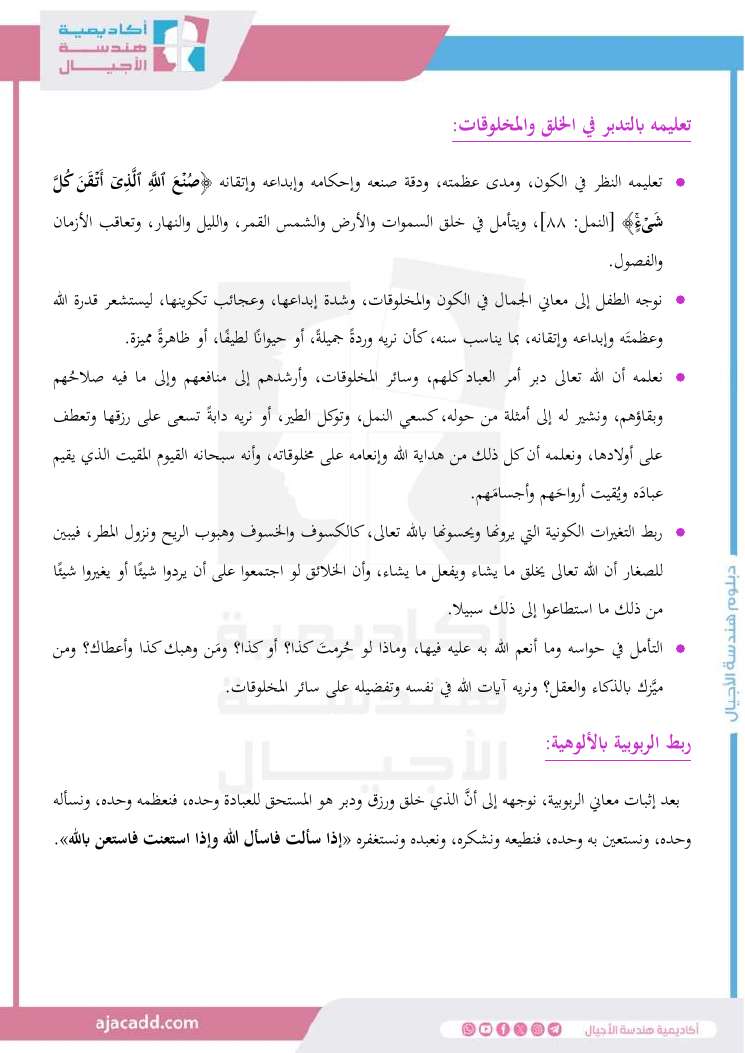 أكاديمية
هندسة
الأجيال
تعليمه بالتدبر في الخلق والمخلوقات:
● تعليمه النظر في الكون، ومدى عظمته، ودقة صنعه وإحكامه وإبداعه وإتقانه ﴿صُنْعَ ٱللَّهِ ٱلَّذِىٓ أَتْقَنَ كُلَّ
شَىْءٍ﴾ [النمل: ٨٨]، ويتأمل في خلق السموات والأرض والشمس القمر، والليل والنهار، وتعاقب الأزمان
والفصول.
● نوجه الطفل إلى معاني الجمال في الكون والمخلوقات، وشدة إبداعها، وعجائب تكوينها، ليستشعر قدرة الله
وعظمتَه وإبداعه وإتقانه، بما يناسب سنه، كأن نريه وردةً جميلةً، أو حيوانًا لطيفًا، أو ظاهرةً مميزة.
● نعلمه أن الله تعالى دبر أمر العباد كلهم، وسائر المخلوقات، وأرشدهم إلى منافعهم وإلى ما فيه صلاحُهم
وبقاؤهم، ونشير له إلى أمثلة من حوله، كسعي النمل، وتوكل الطير، أو نريه دابةً تسعى على رزقها وتعطف
على أولادها، ونعلمه أن كل ذلك من هداية الله وإنعامه على مخلوقاته، وأنه سبحانه القيوم المقيت الذي يقيم
عبادَه ويُقيت أرواحَهم وأجسامَهم.
● ربط التغيرات الكونية التي يرونها ويحسونها بالله تعالى، كالكسوف والخسوف وهبوب الريح ونزول المطر، فيبين
للصغار أن الله تعالى يخلق ما يشاء ويفعل ما يشاء، وأن الخلائق لو اجتمعوا على أن يردوا شيئًا أو يغيروا شيئًا
من ذلك ما استطاعوا إلى ذلك سبيلا.
● التأمل في حواسه وما أنعم الله به عليه فيها، وماذا لو حُرمتَ كذا؟ أو كذا؟ ومَن وهبك كذا وأعطاك؟ ومن
ميَّزك بالذكاء والعقل؟ ونريه آيات الله في نفسه وتفضيله على سائر المخلوقات.
ربط الربوبية بالألوهية:
بعد إثبات معاني الربوبية، نوجهه إلى أنَّ الذي خلق ورزق ودبر هو المستحق للعبادة وحده، فنعظمه وحده، ونسأله
وحده، ونستعين به وحده، فنطيعه ونشكره، ونعبده ونستغفره «إذا سألت فاسأل الله وإذا استعنت فاستعن بالله».
دبلوم هندسة الأجيال
أكاديمية
هندسة
الأجيال
ajacadd.com
أكاديمية هندسة الأجيال